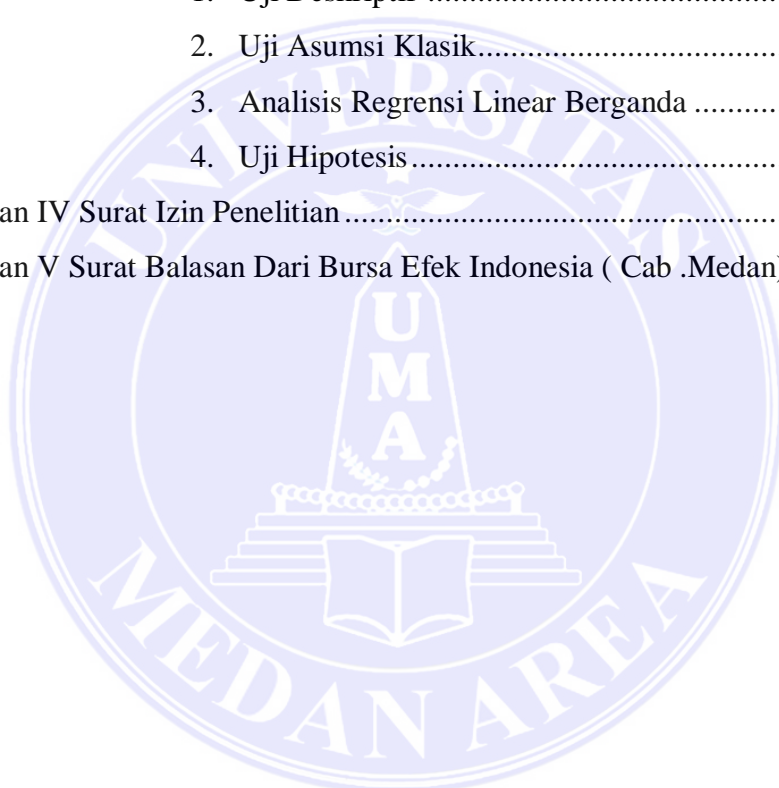 2. Uji Asumsi Klasik..............................
3. Analisis Regrensi Linear Berganda ..........
4. Uji Hipotesis.....................................
an IV Surat Izin Penelitian............................................
an V Surat Balasan Dari Bursa Efek Indonesia ( Cab .Medan)
UNIVERSITAS
UMA
MEDAN AREA